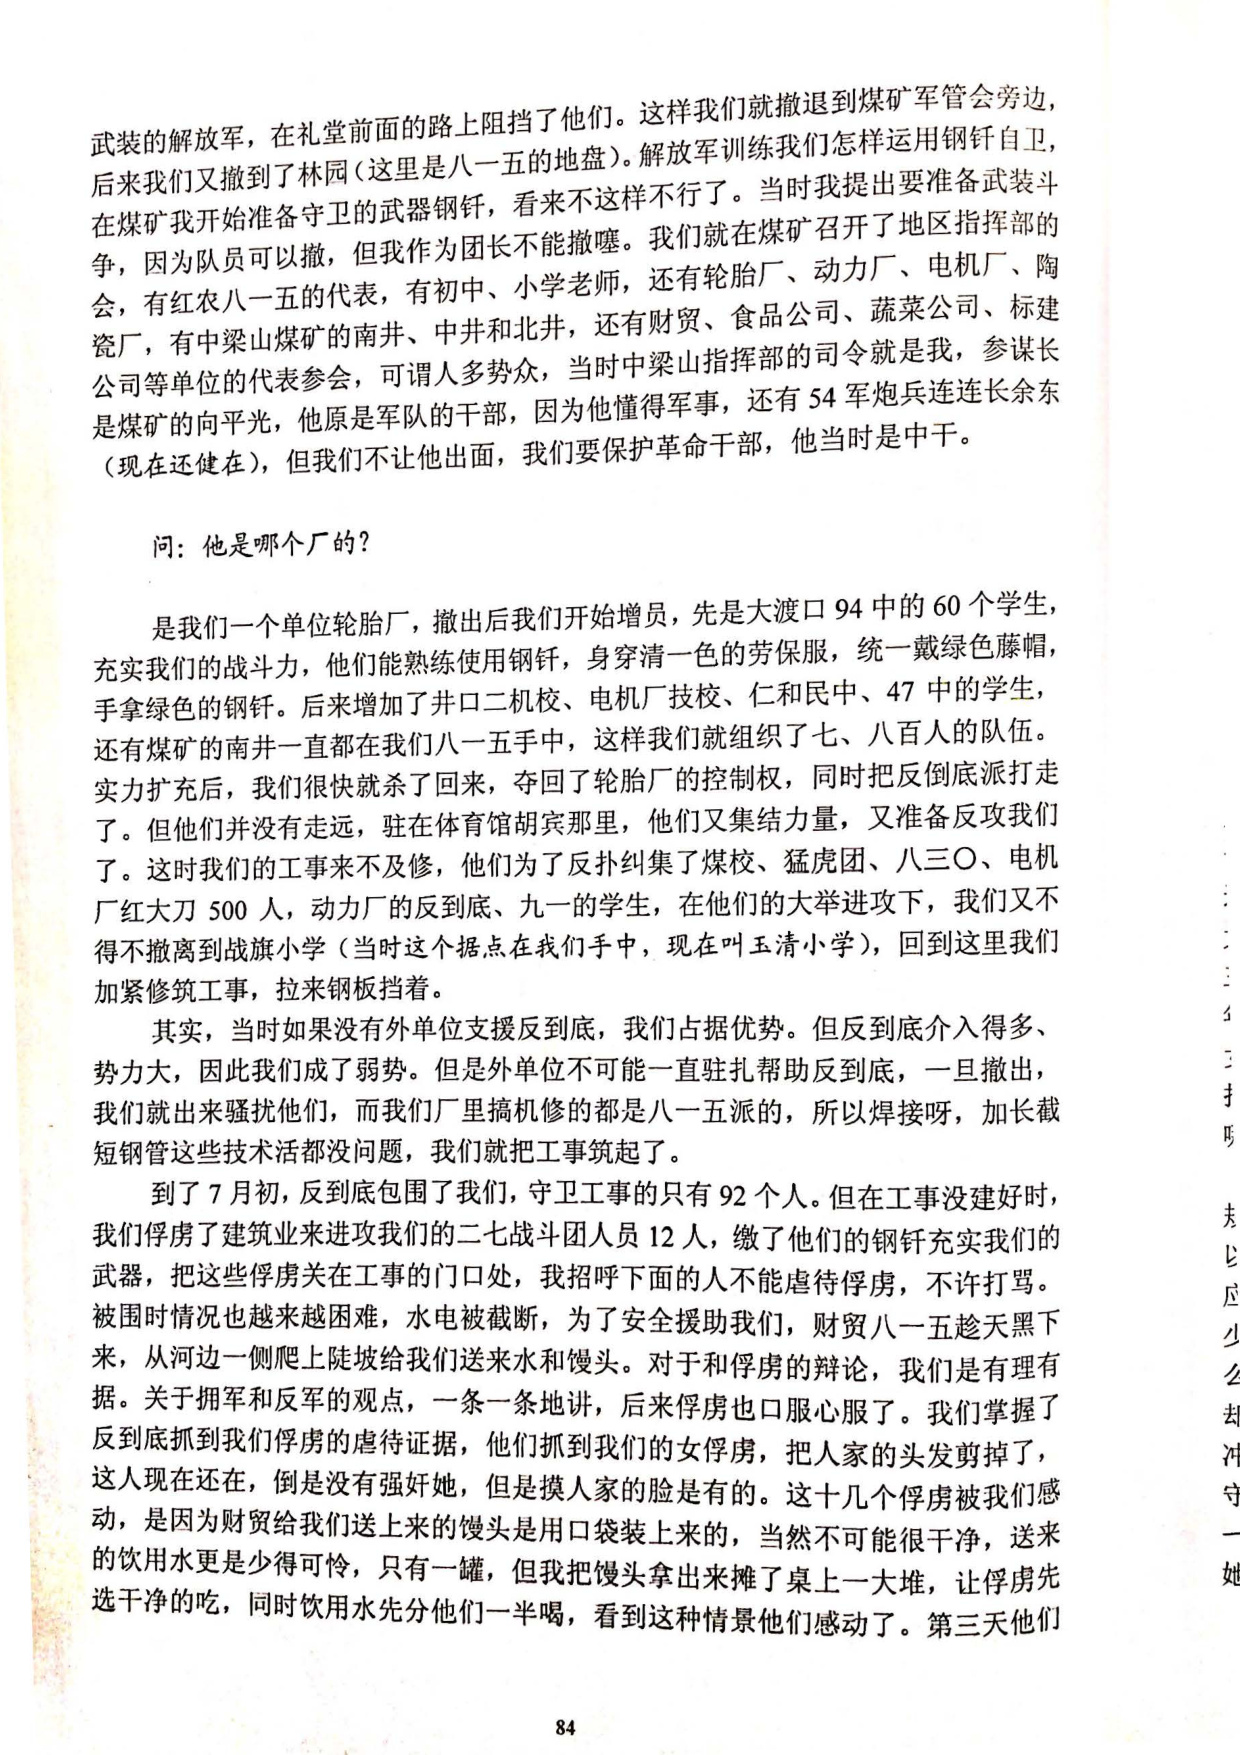 武装的解放军，在礼堂前面的路上阻挡了他们。这样我们就撤退到煤矿军管会旁边，
后来我们又撤到了林园（这里是八一五的地盘）。解放军训练我们怎样运用钢钎自卫，
在煤矿我开始准备守卫的武器钢钎，看来不这样不行了。当时我提出要准备武装斗
争，因为队员可以撤，但我作为团长不能撤噻。我们就在煤矿召开了地区指挥部的
会，有红农八一五的代表，有初中、小学老师，还有轮胎厂、动力厂、电机厂、陶
瓷厂，有中梁山煤矿的南井、中井和北井，还有财贸、食品公司、蔬菜公司、标建
公司等单位的代表参会，可谓人多势众，当时中梁山指挥部的司令就是我，参谋长
是煤矿的向平光，他原是军队的干部，因为他懂得军事，还有 54 军炮兵连连长余东
（现在还健在），但我们不让他出面，我们要保护革命干部，他当时是中干。
问：他是哪个厂的？
是我们一个单位轮胎厂，撤出后我们开始增员，先是大渡口 94 中的 60 个学生，
充实我们的战斗力，他们能熟练使用钢钎，身穿清一色的劳保服，统一戴绿色藤帽，
手拿绿色的钢钎。后来增加了井口二机校、电机厂技校、仁和民中、47 中的学生，
还有煤矿的南井一直都在我们八一五手中，这样我们就组织了七、八百人的队伍。
实力扩充后，我们很快就杀了回来，夺回了轮胎厂的控制权，同时把反倒底派打走
了。但他们并没有走远，驻在体育馆胡宾那里，他们又集结力量，又准备反攻我们
了。这时我们的工事来不及修，他们为了反扑纠集了煤校、猛虎团、八三〇、电机
厂红大刀 500 人，动力厂的反到底、九一的学生，在他们的大举进攻下，我们又不
得不撤离到战旗小学（当时这个据点在我们手中，现在叫玉清小学），回到这里我们
加紧修筑工事，拉来钢板挡着。
其实，当时如果没有外单位支援反到底，我们占据优势。但反到底介入得多、
势力大，因此我们成了弱势。但是外单位不可能一直驻扎帮助反到底，一旦撤出，
我们就出来骚扰他们，而我们厂里搞机修的都是八一五派的，所以焊接呀，加长截
短钢管这些技术活都没问题，我们就把工事筑起了。
到了 7 月初，反到底包围了我们，守卫工事的只有 92 个人。但在工事没建好时，
我们俘虏了建筑业来进攻我们的二七战斗团人员 12 人，缴了他们的钢钎充实我们的
武器，把这些俘虏关在工事的门口处，我招呼下面的人不能虐待俘虏，不许打骂。
被围时情况也越来越困难，水电被截断，为了安全援助我们，财贸八一五趁天黑下
来，从河边一侧爬上陡坡给我们送来水和馒头。对于和俘虏的辩论，我们是有理有
据。关于拥军和反军的观点，一条一条地讲，后来俘虏也口服心服了。我们掌握了
反到底抓到我们俘虏的虐待证据，他们抓到我们的女俘虏，把人家的头发剪掉了，
这人现在还在，倒是没有强奸她，但是摸人家的脸是有的。这十几个俘虏被我们感
动，是因为财贸给我们送上来的馒头是用口袋装上来的，当然不可能很干净，送来
的饮用水更是少得可怜，只有一罐，但我把馒头拿出来摊了桌上一大堆，让俘虏先
选干净的吃，同时饮用水先分他们一半喝，看到这种情景他们感动了。第三天他们
84